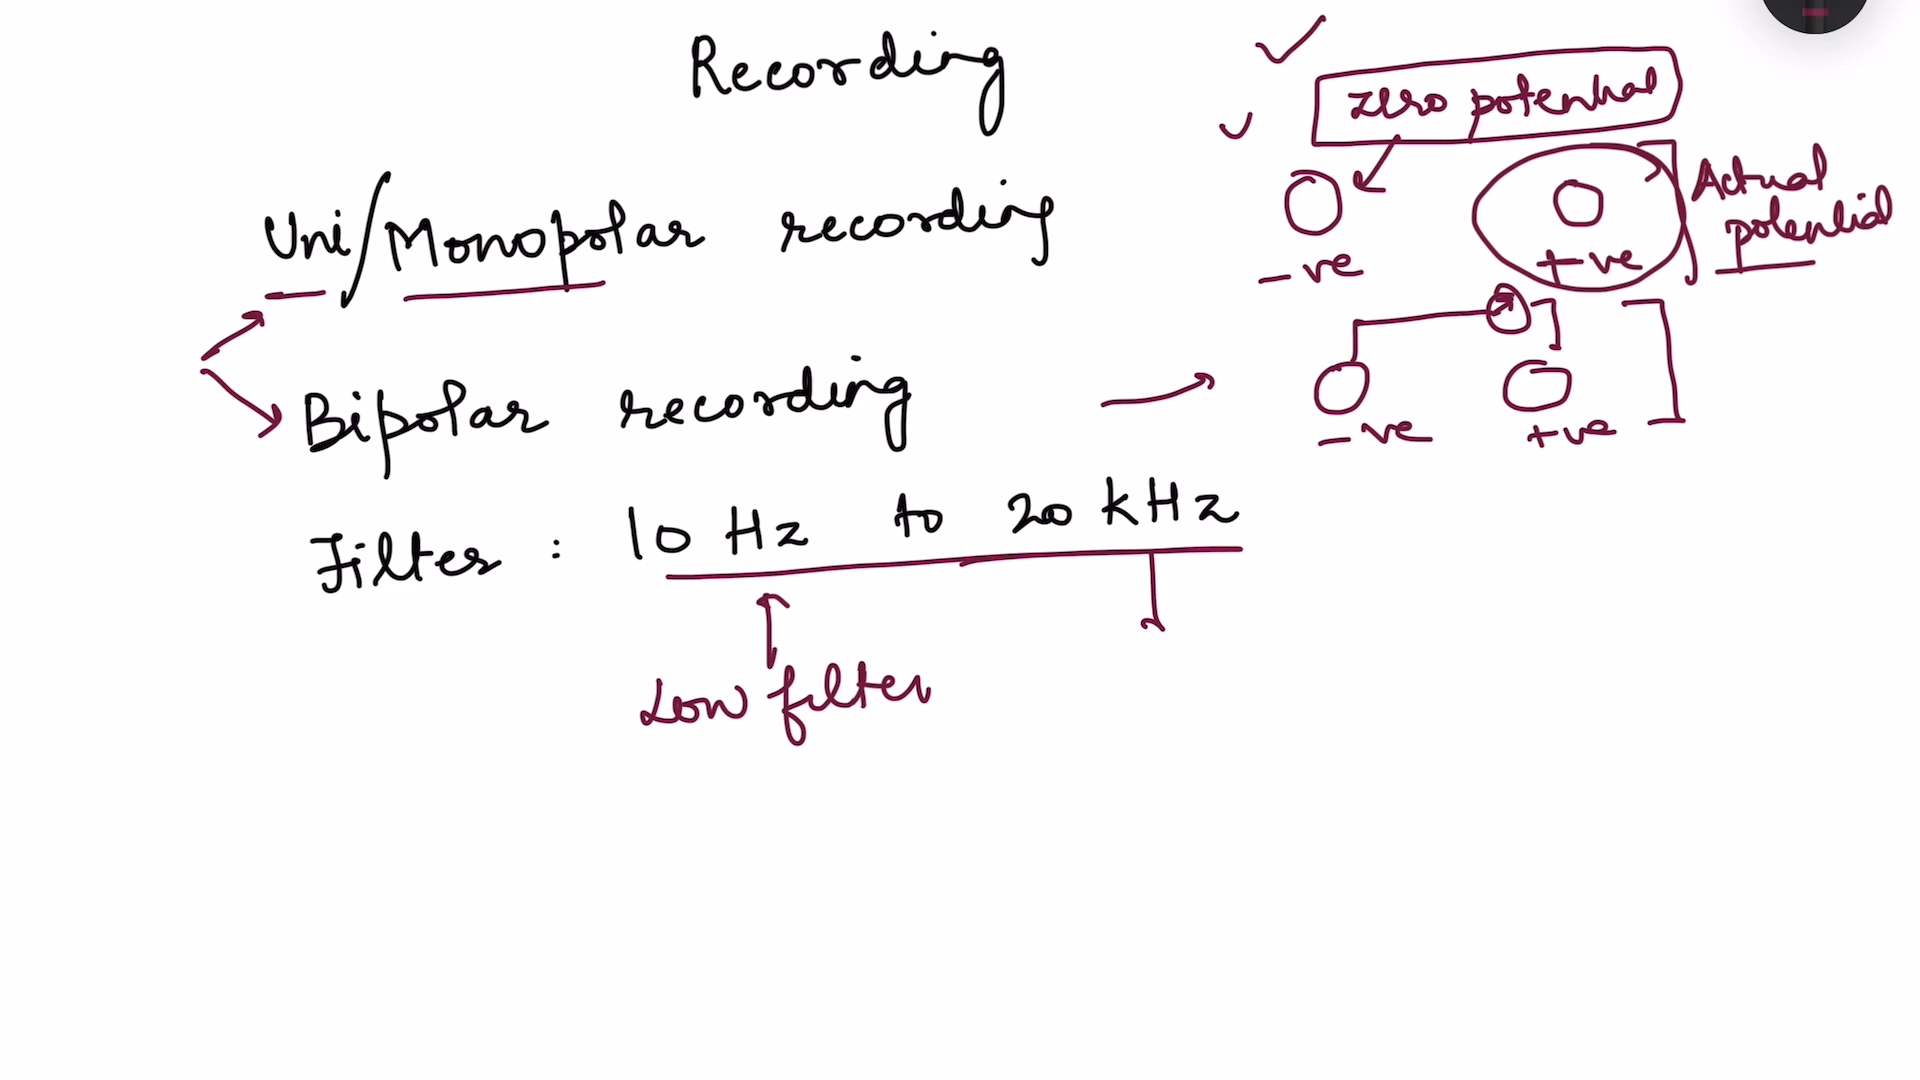 Recording
zero potential
Uni/Monopolar recording
Actual
potential
-ve
+ve
Bipolar recording
-ve
+ve
Filter : 10 Hz to 20 kHz
Low filter